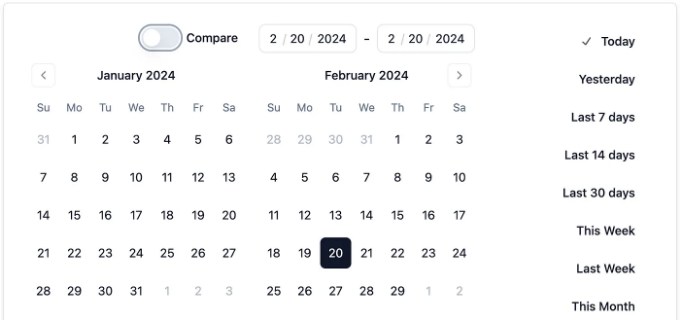 Compare 2 / 20 / 2024 - 2 / 20 / 2024
January 2024 February 2024
Su Mo Tu We Th Fr Sa Su Mo Tu We Th Fr Sa
31 1 2 3 4 5 6 28 29 30 31 1 2 3
7 8 9 10 11 12 13 4 5 6 7 8 9 10
14 15 16 17 18 19 20 11 12 13 14 15 16 17
21 22 23 24 25 26 27 18 19 20 21 22 23 24
28 29 30 31 1 2 3 25 26 27 28 29 1 2
Today
Yesterday
Last 7 days
Last 14 days
Last 30 days
This Week
Last Week
This Month